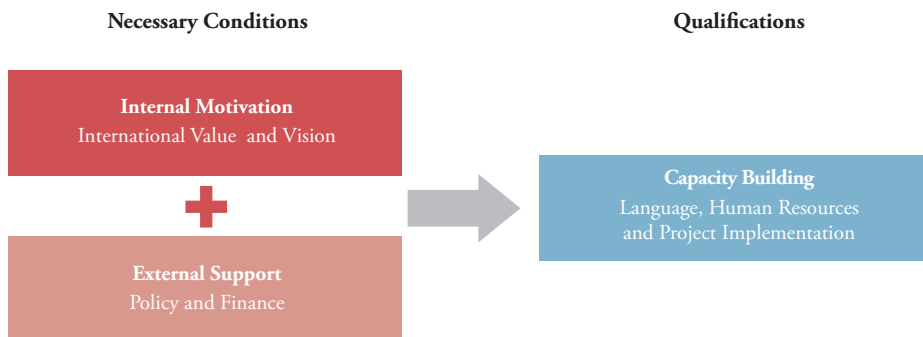 Necessary Conditions
Qualifications
Internal Motivation
International Value and Vision
Capacity Building
Language, Human Resources
and Project Implementation
External Support
Policy and Finance